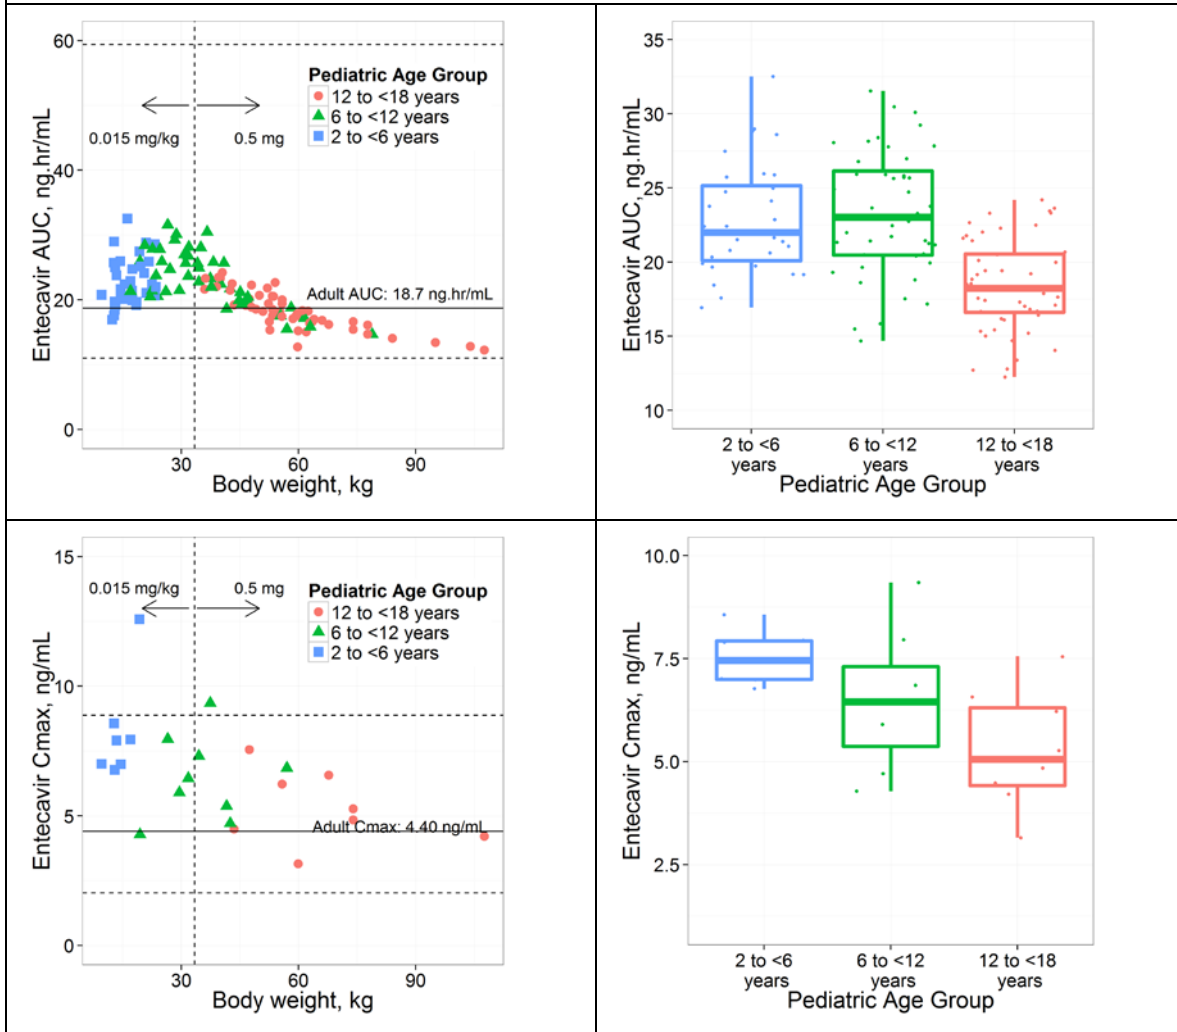 60
40
20
0
Entecavir AUC, ng.hr/mL
Pediatric Age Group
12 to <18 years
6 to <12 years
2 to <6 years
0.015 mg/kg
0.5 mg
Adult AUC: 18.7 ng.hr/mL
30
60
90
Body weight, kg
35
30
25
20
15
10
Entecavir AUC, ng.hr/mL
2 to <6
years
6 to <12
years
12 to <18
years
Pediatric Age Group
15
10
5
0
Entecavir Cmax, ng/mL
0.015 mg/kg
0.5 mg
Pediatric Age Group
12 to <18 years
6 to <12 years
2 to <6 years
Adult Cmax: 4.40 ng/mL
30
60
90
Body weight, kg
10.0
7.5
5.0
2.5
Entecavir Cmax, ng/mL
2 to <6
years
6 to <12
years
12 to <18
years
Pediatric Age Group